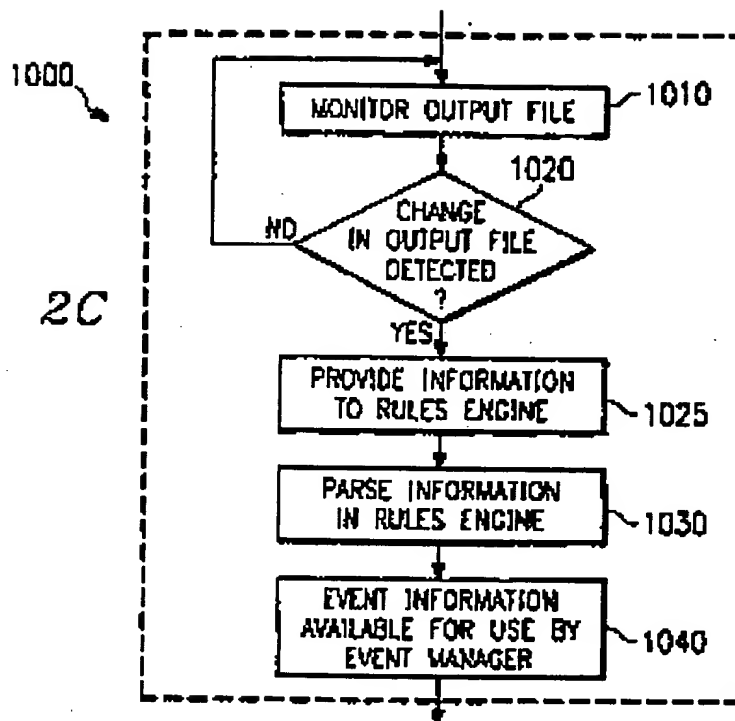 1000
MONITOR OUTPUT FILE
1010
1020
CHANGE
IN OUTPUT FILE
DETECTED
?
NO
2C
YES
PROVIDE INFORMATION
TO RULES ENGINE
1025
PARSE INFORMATION
IN RULES ENGINE
1030
EVENT INFORMATION
AVAILABLE FOR USE BY
EVENT MANAGER
1040